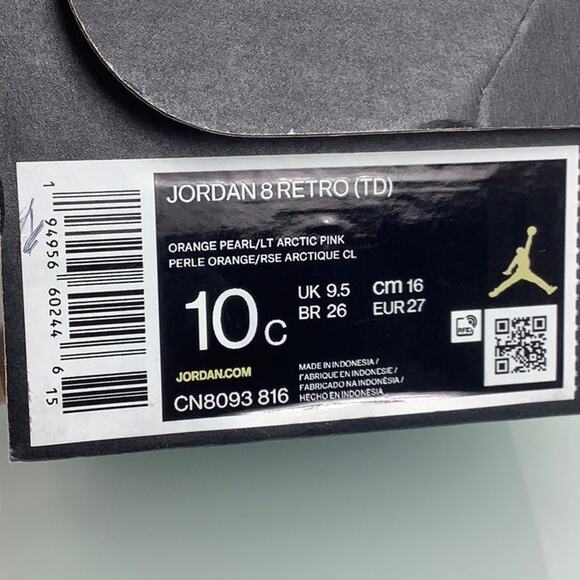 JORDAN 8 RETRO (TD)
ORANGE PEARL/LT ARCTIC PINK
PERLE ORANGE/RSE ARCTIQUE CL
10C
UK 9.5 cm 16
BR 26 EUR 27
JORDAN.COM
CN8093 816
MADE IN INDONESIA/
FABRIQUE EN INDONESIE/
FABRICADO NA INDONÉSIA/
HECHO EN INDONESIA
RFID
1 94956 60244 6 15